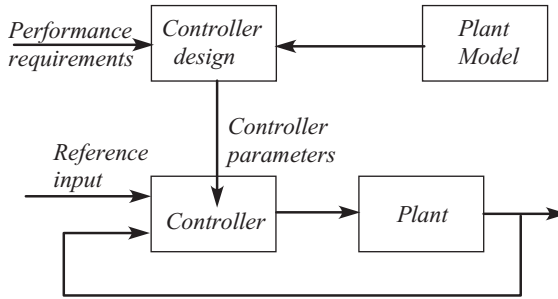 Performance
requirements
Controller
design
Plant
Model
Controller
parameters
Reference
input
Controller
Plant